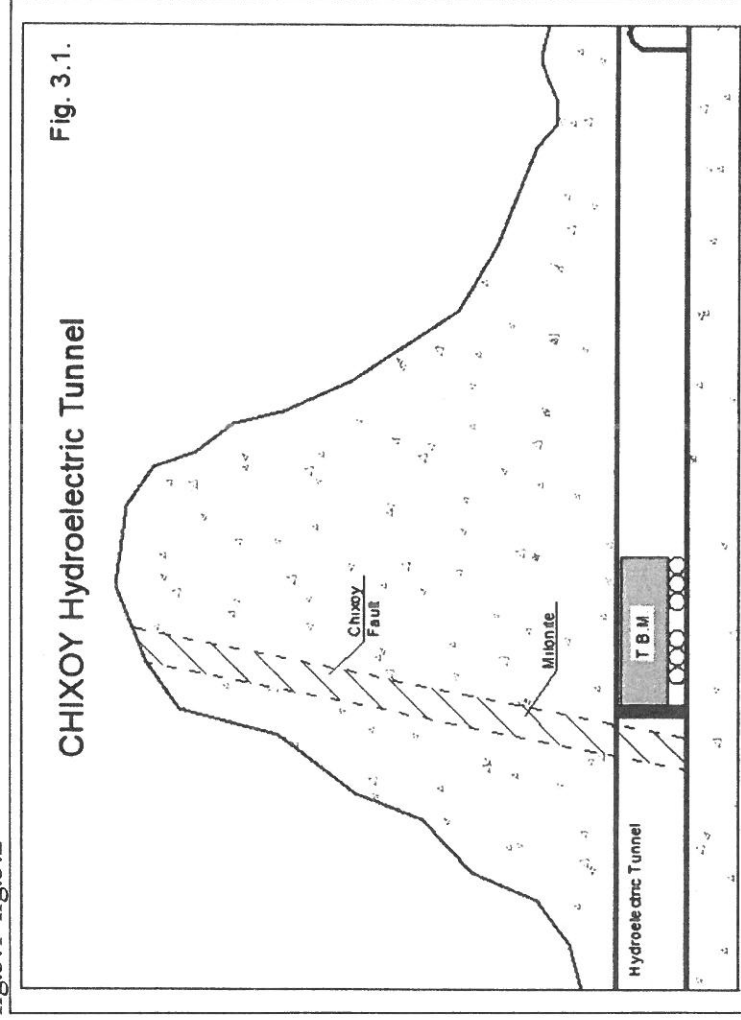 CHIXOY Hydroelectric Tunnel
Fig. 3.1.
Chixoy
Fault
Milonite
T.B.M.
Hydroelectric Tunnel